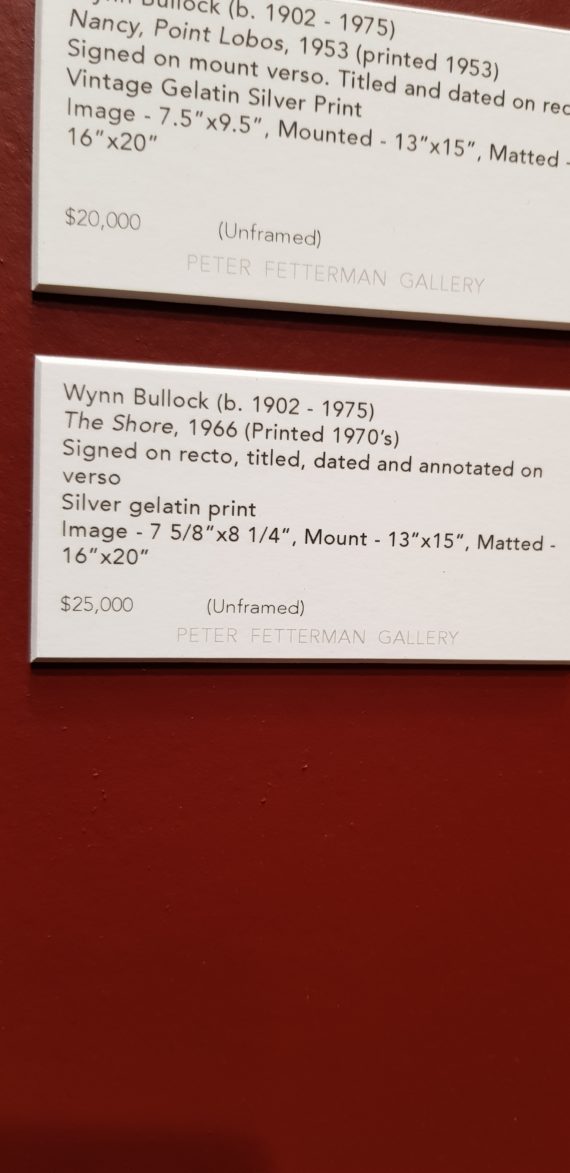 Bullock (b. 1902 - 1975)
Nancy, Point Lobos, 1953 (printed 1953)
Signed on mount verso. Titled and dated on
Vintage Gelatin Silver Print
Image - 7.5"x9.5", Mounted - 13"x15", Matted -
16"x20"
$20,000 (Unframed)
PETER FETTERMAN GALLERY
Wynn Bullock (b. 1902 - 1975)
The Shore, 1966 (Printed 1970's)
Signed on recto, titled, dated and annotated on
verso
Silver gelatin print
Image - 7 5/8"x8 1/4", Mount - 13"x15", Matted -
16"x20"
$25,000 (Unframed)
PETER FETTERMAN GALLERY